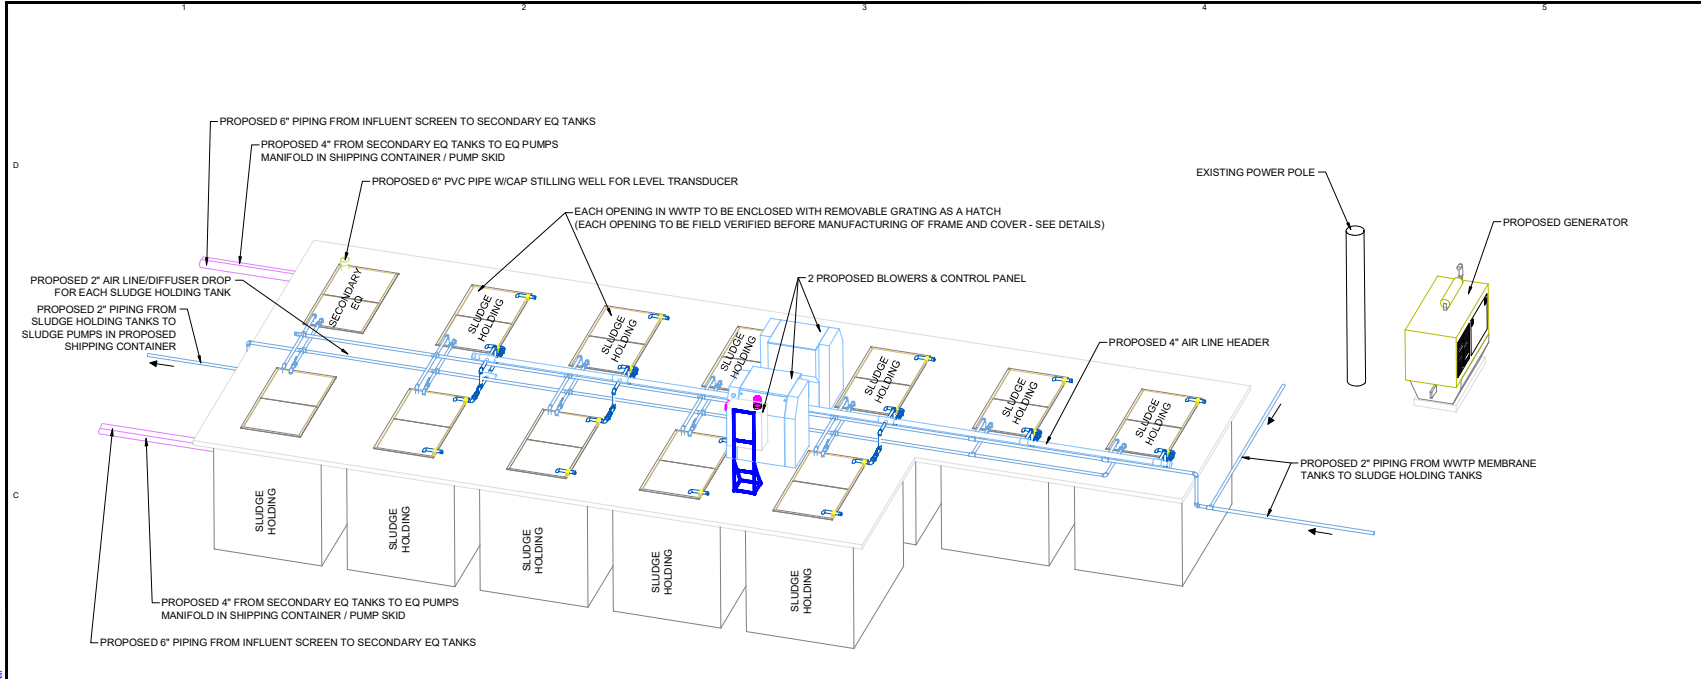 1
2
3
4
5
D
C
PROPOSED 6" PIPING FROM INFLUENT SCREEN TO SECONDARY EQ TANKS
PROPOSED 4" FROM SECONDARY EQ TANKS TO EQ PUMPS
MANIFOLD IN SHIPPING CONTAINER / PUMP SKID
PROPOSED 6" PVC PIPE W/CAP STILLING WELL FOR LEVEL TRANSDUCER
EACH OPENING IN WWTP TO BE ENCLOSED WITH REMOVABLE GRATING AS A HATCH
(EACH OPENING TO BE FIELD VERIFIED BEFORE MANUFACTURING OF FRAME AND COVER - SEE DETAILS)
EXISTING POWER POLE
PROPOSED GENERATOR
PROPOSED 2" AIR LINE/DIFFUSER DROP
FOR EACH SLUDGE HOLDING TANK
2 PROPOSED BLOWERS & CONTROL PANEL
PROPOSED 2" PIPING FROM
SLUDGE HOLDING TANKS TO
SLUDGE PUMPS IN PROPOSED
SHIPPING CONTAINER
PROPOSED 4" AIR LINE HEADER
SECONDARY
EQ
SLUDGE
HOLDING
SLUDGE
HOLDING
SLUDGE
HOLDING
SLUDGE
HOLDING
SLUDGE
HOLDING
SLUDGE
HOLDING
PROPOSED 2" PIPING FROM WWTP MEMBRANE
TANKS TO SLUDGE HOLDING TANKS
SLUDGE
HOLDING
SLUDGE
HOLDING
SLUDGE
HOLDING
SLUDGE
HOLDING
SLUDGE
HOLDING
PROPOSED 4" FROM SECONDARY EQ TANKS TO EQ PUMPS
MANIFOLD IN SHIPPING CONTAINER / PUMP SKID
PROPOSED 6" PIPING FROM INFLUENT SCREEN TO SECONDARY EQ TANKS